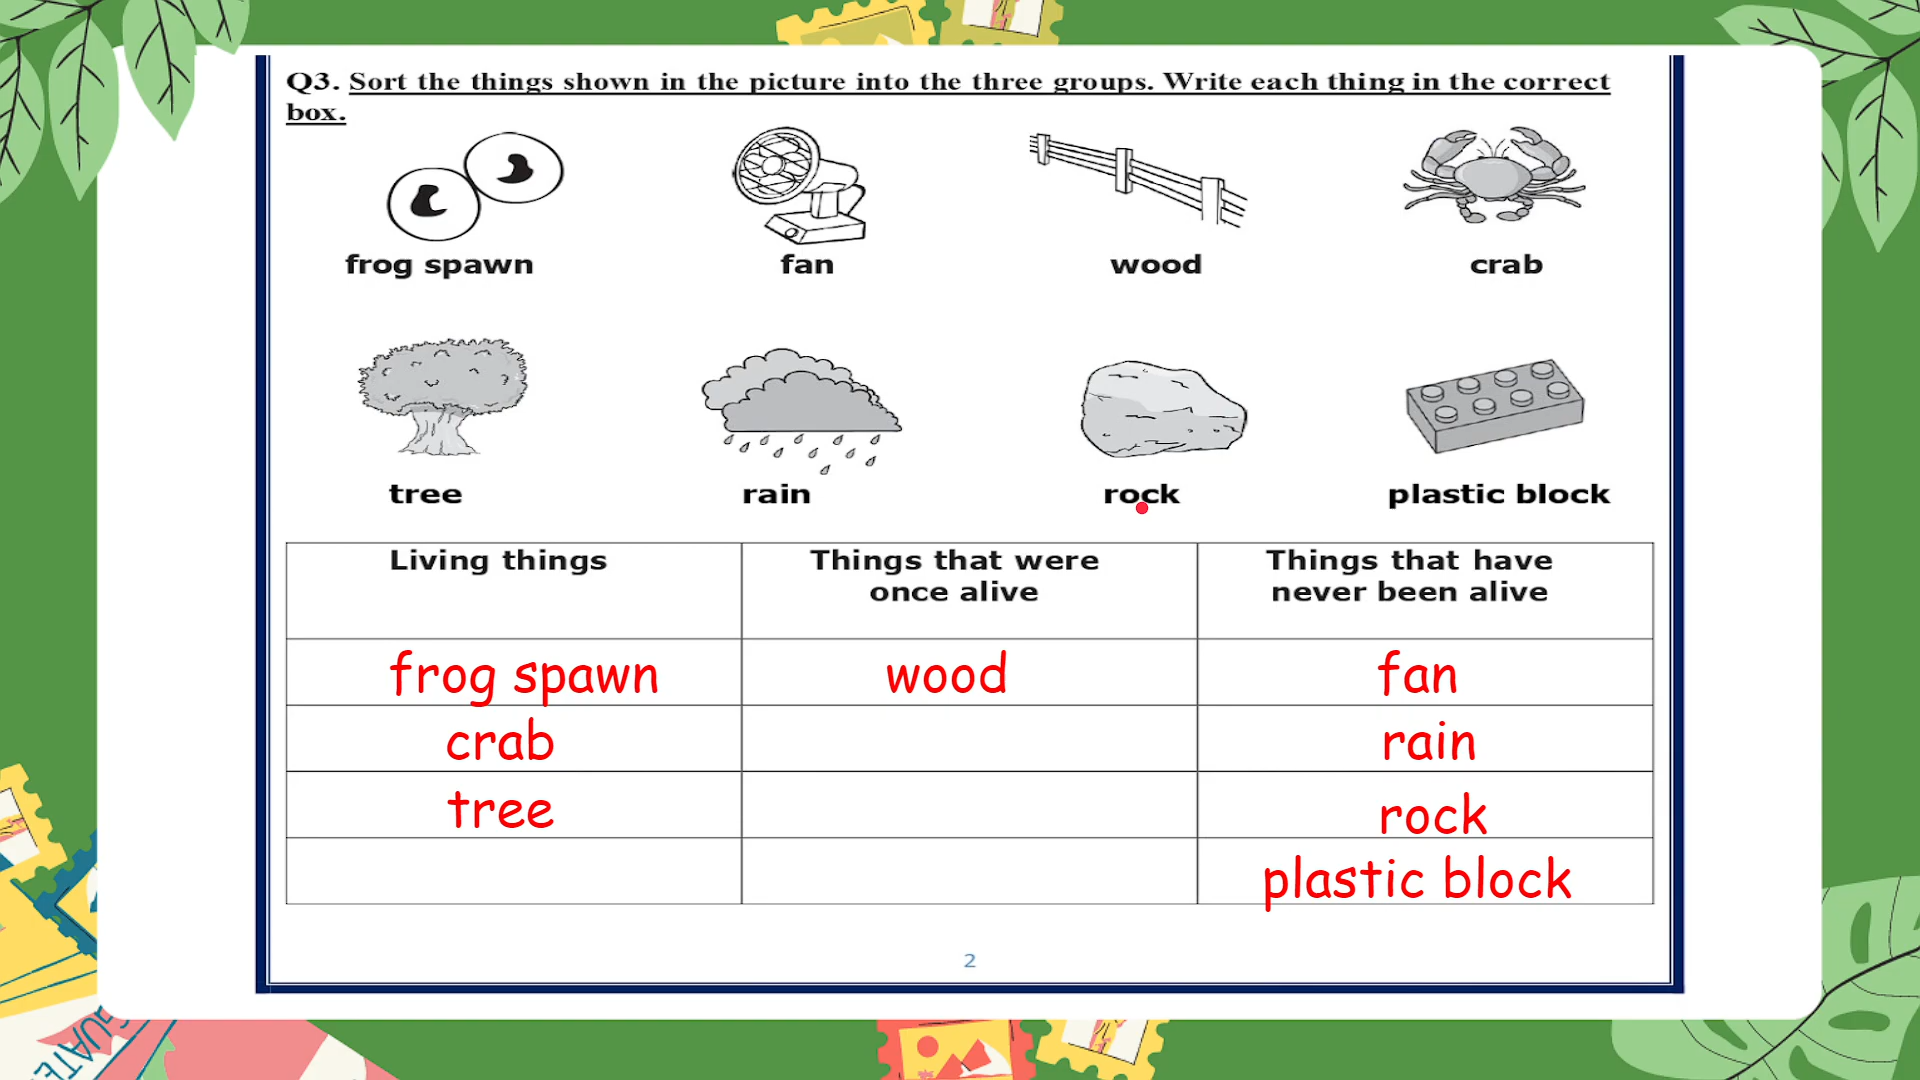 Q3. Sort the things shown in the picture into the three groups. Write each thing in the correct
box.
frog spawn fan wood crab
tree rain rock plastic block
Living things Things that were once alive Things that have never been alive
frog spawn wood fan
crab rain
tree rock
plastic block
2
GUATE